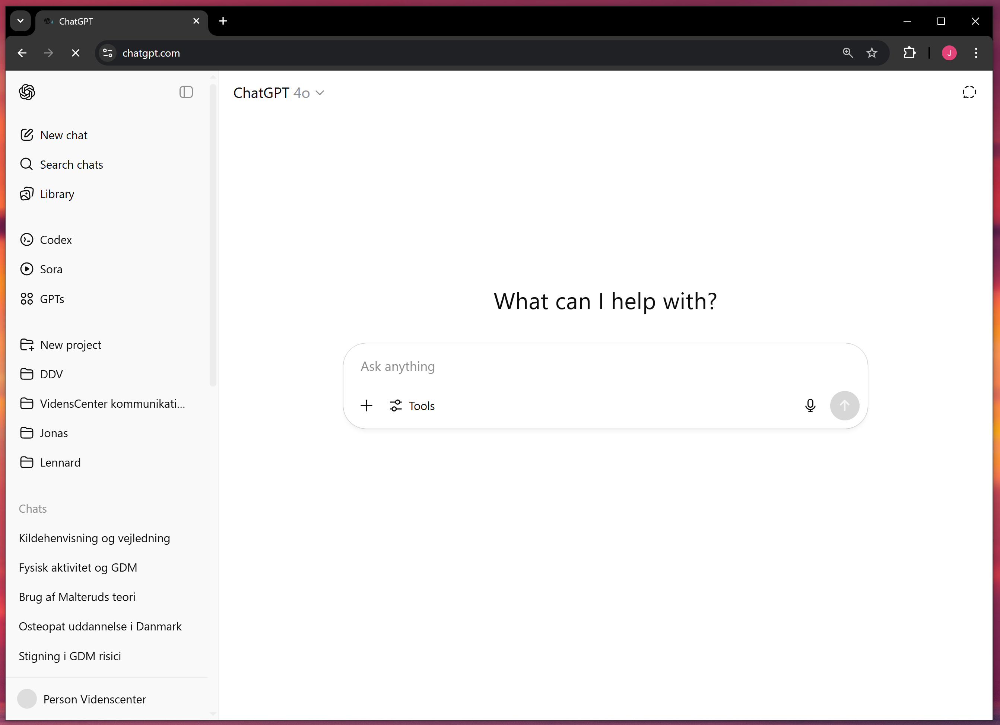 ChatGPT
chatgpt.com
J
ChatGPT 4o
New chat
Search chats
Library
Codex
Sora
GPTs
New project
DDV
VidensCenter kommunikati...
Jonas
Lennard
Chats
Kildehenvisning og vejledning
Fysisk aktivitet og GDM
Brug af Malteruds teori
Osteopat uddannelse i Danmark
Stigning i GDM risici
Person Videnscenter
What can I help with?
Ask anything
Tools